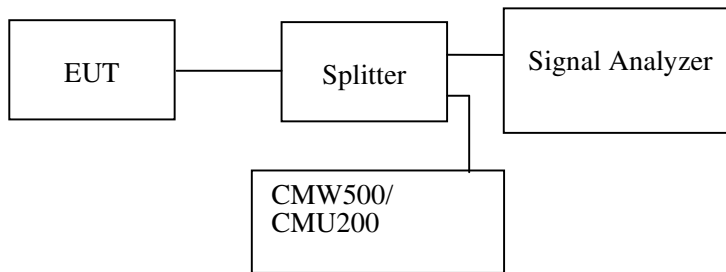 EUT
Splitter
Signal Analyzer
CMW500/
CMU200